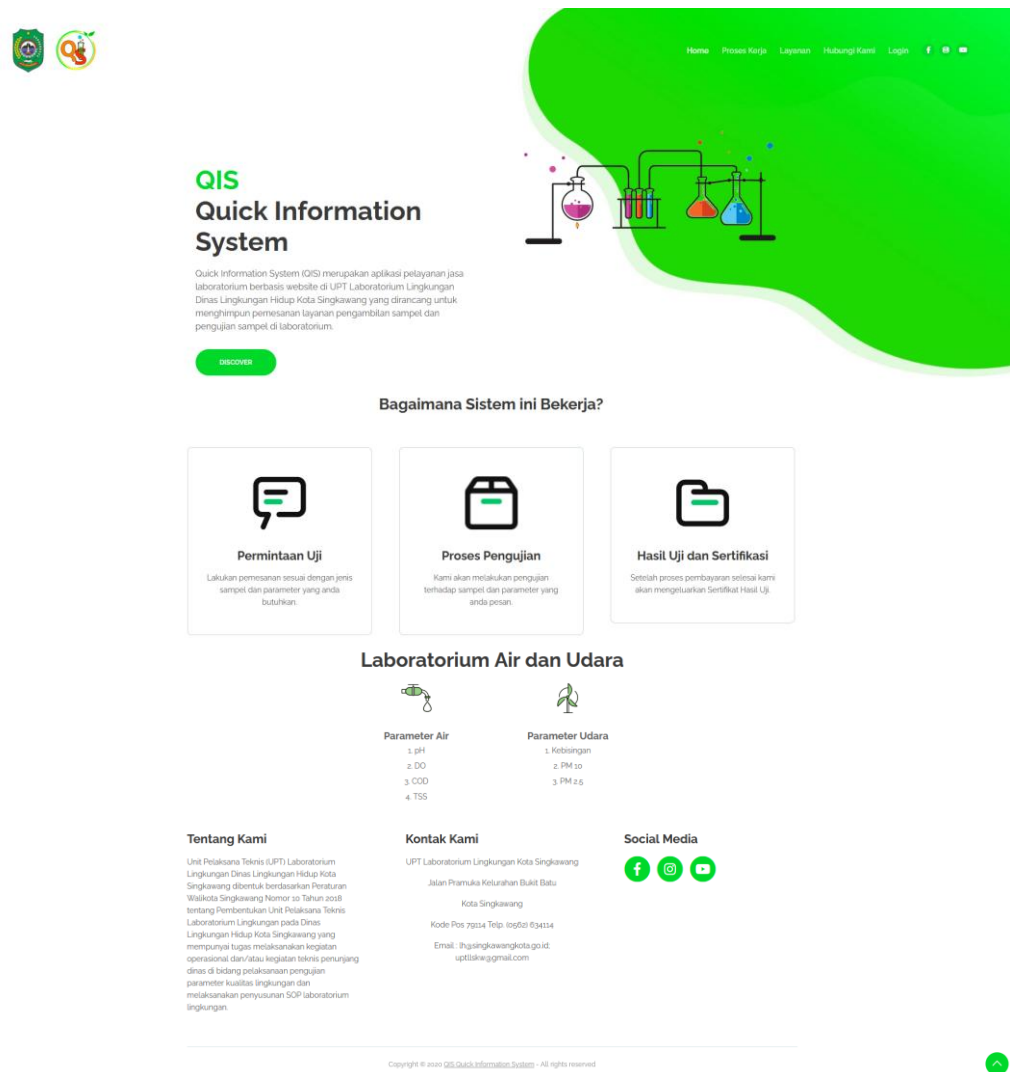 QIS
Home Proses Kerja Layanan Hubungi Kami Login
QIS
Quick Information
System
Quick Information System (QIS) merupakan aplikasi pelayanan jasa
laboratorium berbasis website di UPT Laboratorium Lingkungan
Dinas Lingkungan Hidup Kota Singkawang yang dirancang untuk
menghimpun pemesanan layanan pengambilan sampel dan
pengujian sampel di laboratorium.
DISCOVER
Bagaimana Sistem ini Bekerja?
Permintaan Uji
Lakukan pemesanan sesuai dengan jenis
sampel dan parameter yang anda
butuhkan.
Proses Pengujian
Kami akan melakukan pengujian
terhadap sampel dan parameter yang
anda pesan.
Hasil Uji dan Sertifikasi
Setelah proses pembayaran selesai kami
akan mengeluarkan Sertifikat Hasil Uji.
Laboratorium Air dan Udara
Parameter Air
1. pH
2. DO
3. COD
4. TSS
Parameter Udara
1. Kebisingan
2. PM 10
3. PM 2.5
Tentang Kami
Unit Pelaksana Teknis (UPT) Laboratorium
Lingkungan Dinas Lingkungan Hidup Kota
Singkawang dibentuk berdasarkan Peraturan
Walikota Singkawang Nomor 10 Tahun 2018
tentang Pembentukan Unit Pelaksana Teknis
Laboratorium Lingkungan pada Dinas
Lingkungan Hidup Kota Singkawang yang
mempunyai tugas melaksanakan kegiatan
operasional dan/atau kegiatan teknis penunjang
dinas di bidang pelaksanaan pengujian
parameter kualitas lingkungan dan
melaksanakan penyusunan SOP laboratorium
lingkungan.
Kontak Kami
UPT Laboratorium Lingkungan Kota Singkawang
Jalan Pramuka Kelurahan Bukit Batu
Kota Singkawang
Kode Pos 79114 Telp. (0562) 634114
Email : lh@singkawangkota.go.id;
uptllskw@gmail.com
Social Media
Copyright © 2020 QIS Quick Information System - All rights reserved.